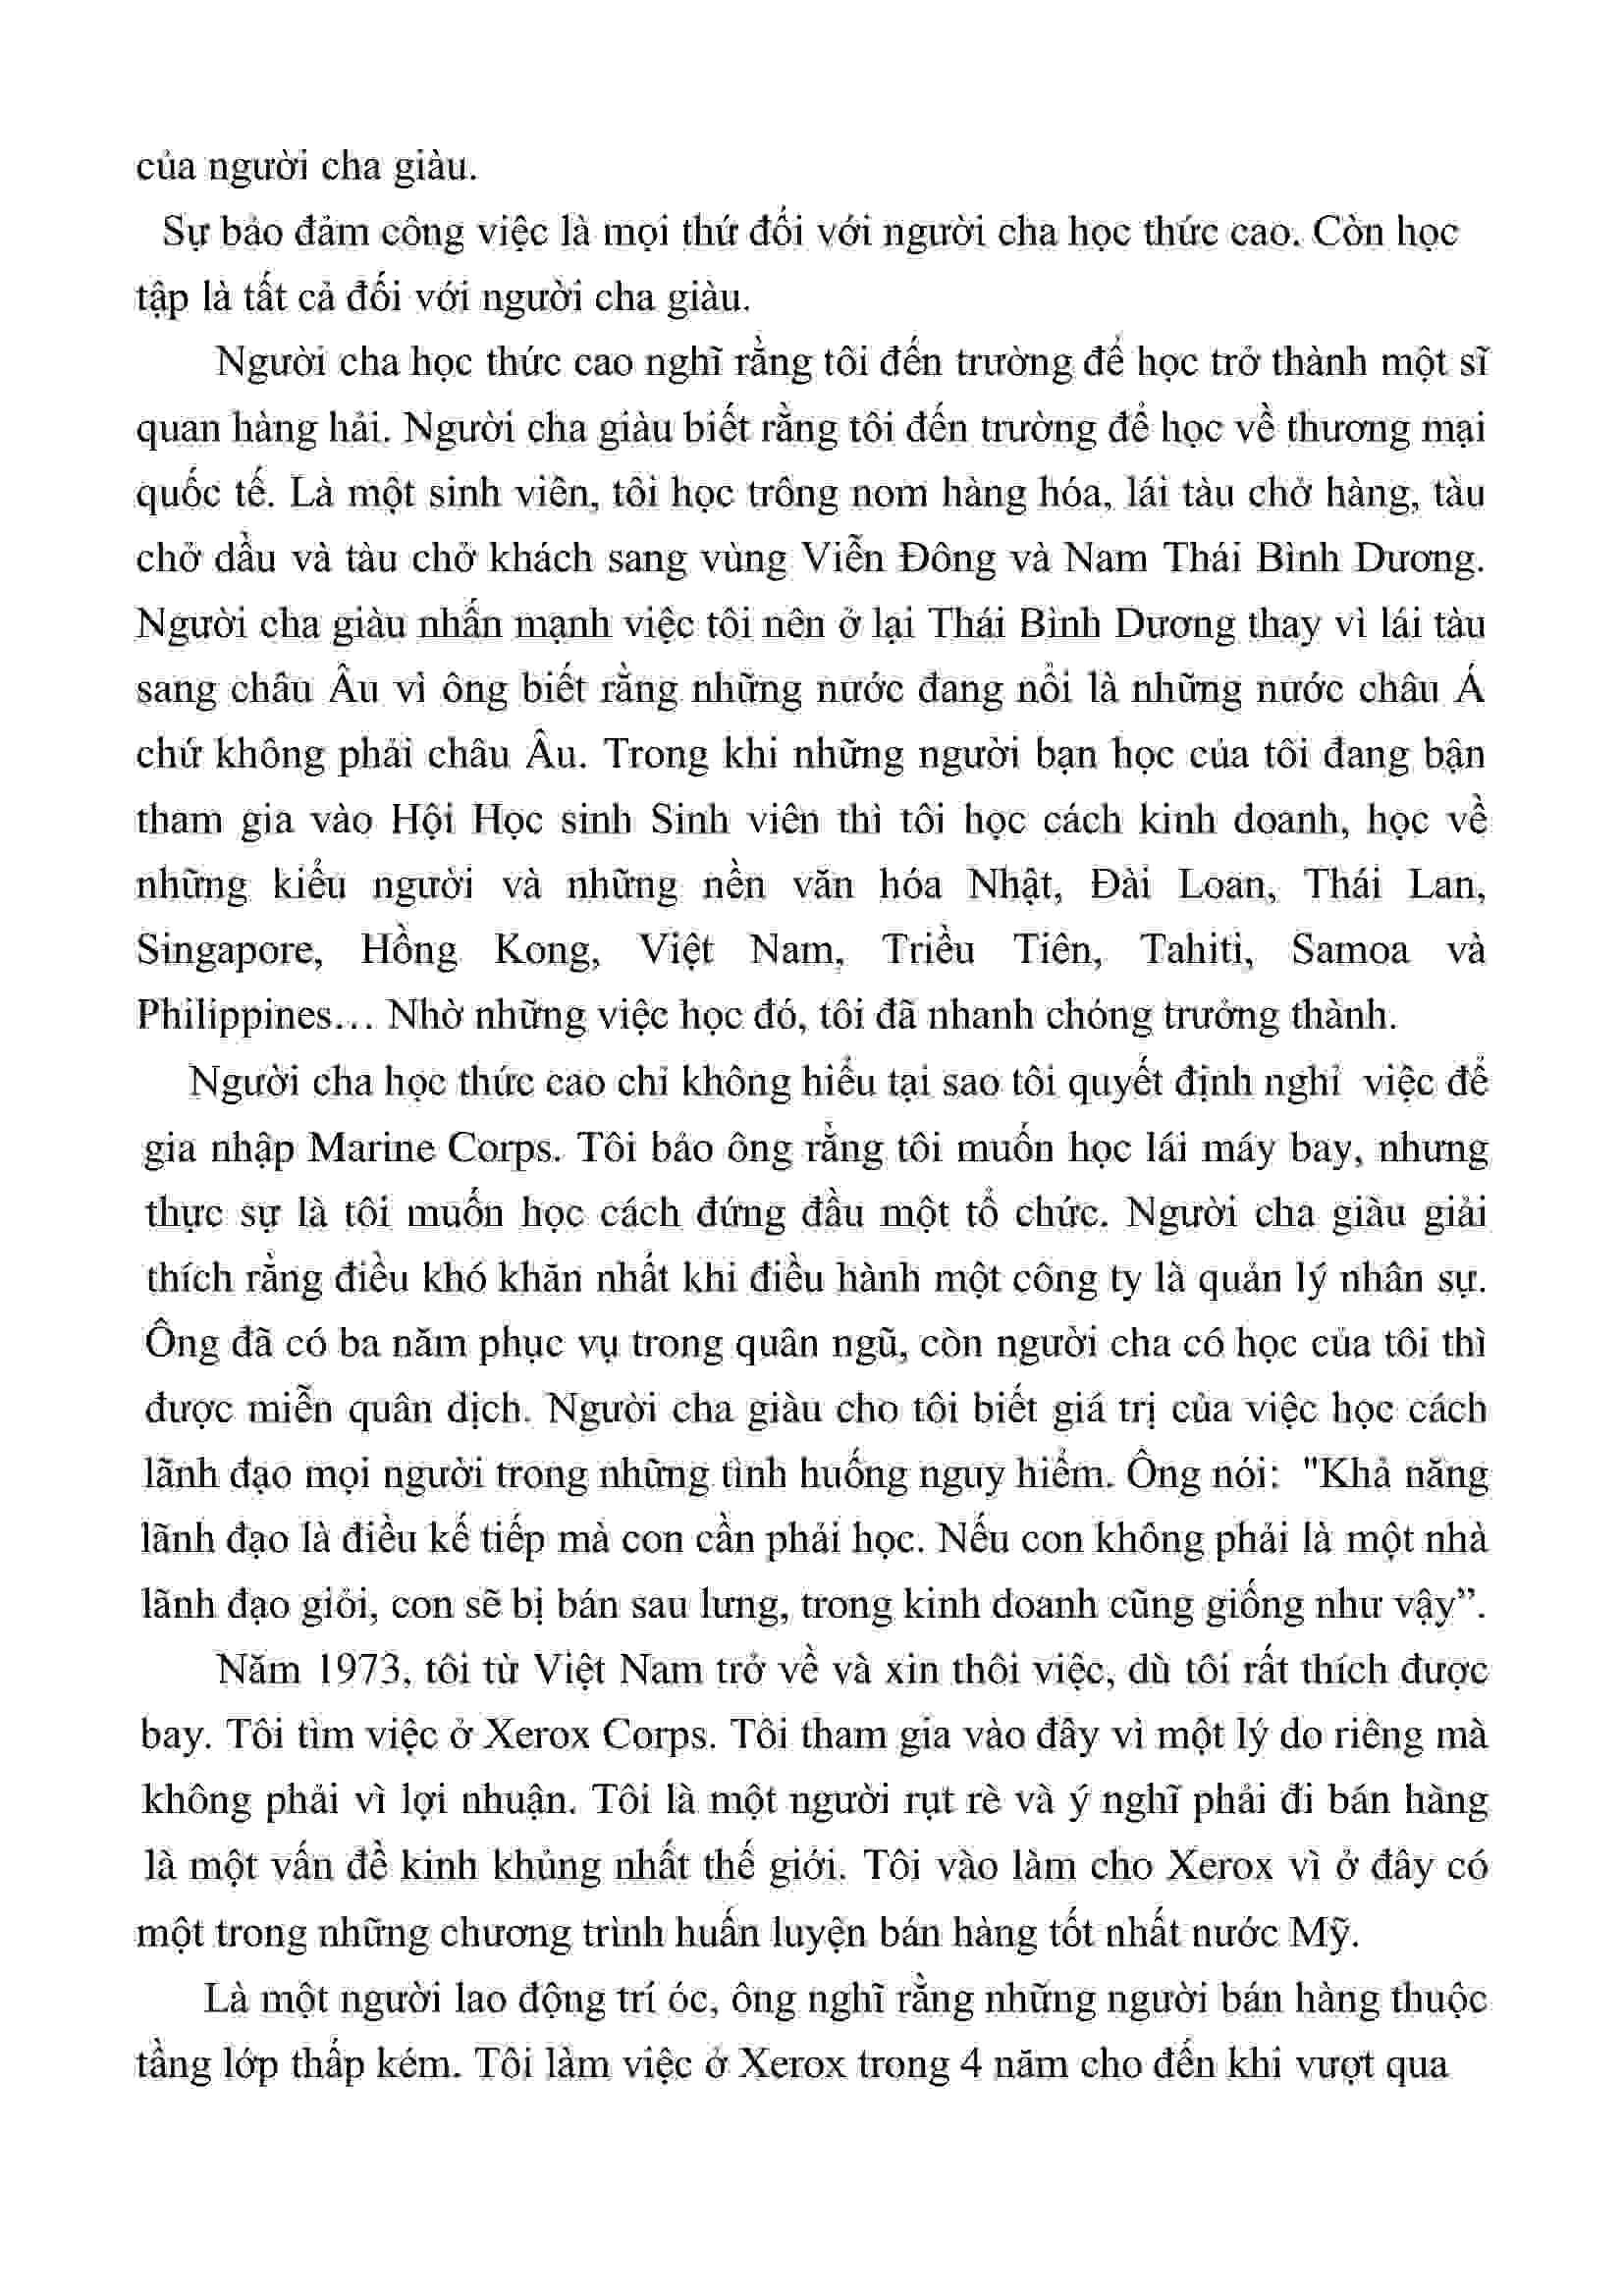 của người cha giàu.
Sự bảo đảm công việc là mọi thứ đối với người cha học thức cao. Còn học
tập là tất cả đối với người cha giàu.
Người cha học thức cao nghĩ rằng tôi đến trường để học trở thành một sĩ
quan hàng hải. Người cha giàu biết rằng tôi đến trường để học về thương mại
quốc tế. Là một sinh viên, tôi học trông nom hàng hóa, lái tàu chở hàng, tàu
chở dầu và tàu chở khách sang vùng Viễn Đông và Nam Thái Bình Dương.
Người cha giàu nhấn mạnh việc tôi nên ở lại Thái Bình Dương thay vì lái tàu
sang châu Âu vì ông biết rằng những nước đang nổi là những nước châu Á
chứ không phải châu Âu. Trong khi những người bạn học của tôi đang bận
tham gia vào Hội Học sinh Sinh viên thì tôi học cách kinh doanh, học về
những kiểu người và những nền văn hóa Nhật, Đài Loan, Thái Lan,
Singapore, Hồng Kong, Việt Nam, Triều Tiên, Tahiti, Samoa và
Philippines… Nhờ những việc học đó, tôi đã nhanh chóng trưởng thành.
Người cha học thức cao chỉ không hiểu tại sao tôi quyết định nghỉ việc để
gia nhập Marine Corps. Tôi bảo ông rằng tôi muốn học lái máy bay, nhưng
thực sự là tôi muốn học cách đứng đầu một tổ chức. Người cha giàu giải
thích rằng điều khó khăn nhất khi điều hành một công ty là quản lý nhân sự.
Ông đã có ba năm phục vụ trong quân ngũ, còn người cha có học của tôi thì
được miễn quân dịch. Người cha giàu cho tôi biết giá trị của việc học cách
lãnh đạo mọi người trong những tình huống nguy hiểm. Ông nói: "Khả năng
lãnh đạo là điều kế tiếp mà con cần phải học. Nếu con không phải là một nhà
lãnh đạo giỏi, con sẽ bị bán sau lưng, trong kinh doanh cũng giống như vậy”.
Năm 1973, tôi từ Việt Nam trở về và xin thôi việc, dù tôi rất thích được
bay. Tôi tìm việc ở Xerox Corps. Tôi tham gia vào đây vì một lý do riêng mà
không phải vì lợi nhuận. Tôi là một người rụt rè và ý nghĩ phải đi bán hàng
là một vấn đề kinh khủng nhất thế giới. Tôi vào làm cho Xerox vì ở đây có
một trong những chương trình huấn luyện bán hàng tốt nhất nước Mỹ.
Là một người lao động trí óc, ông nghĩ rằng những người bán hàng thuộc
tầng lớp thấp kém. Tôi làm việc ở Xerox trong 4 năm cho đến khi vượt qua